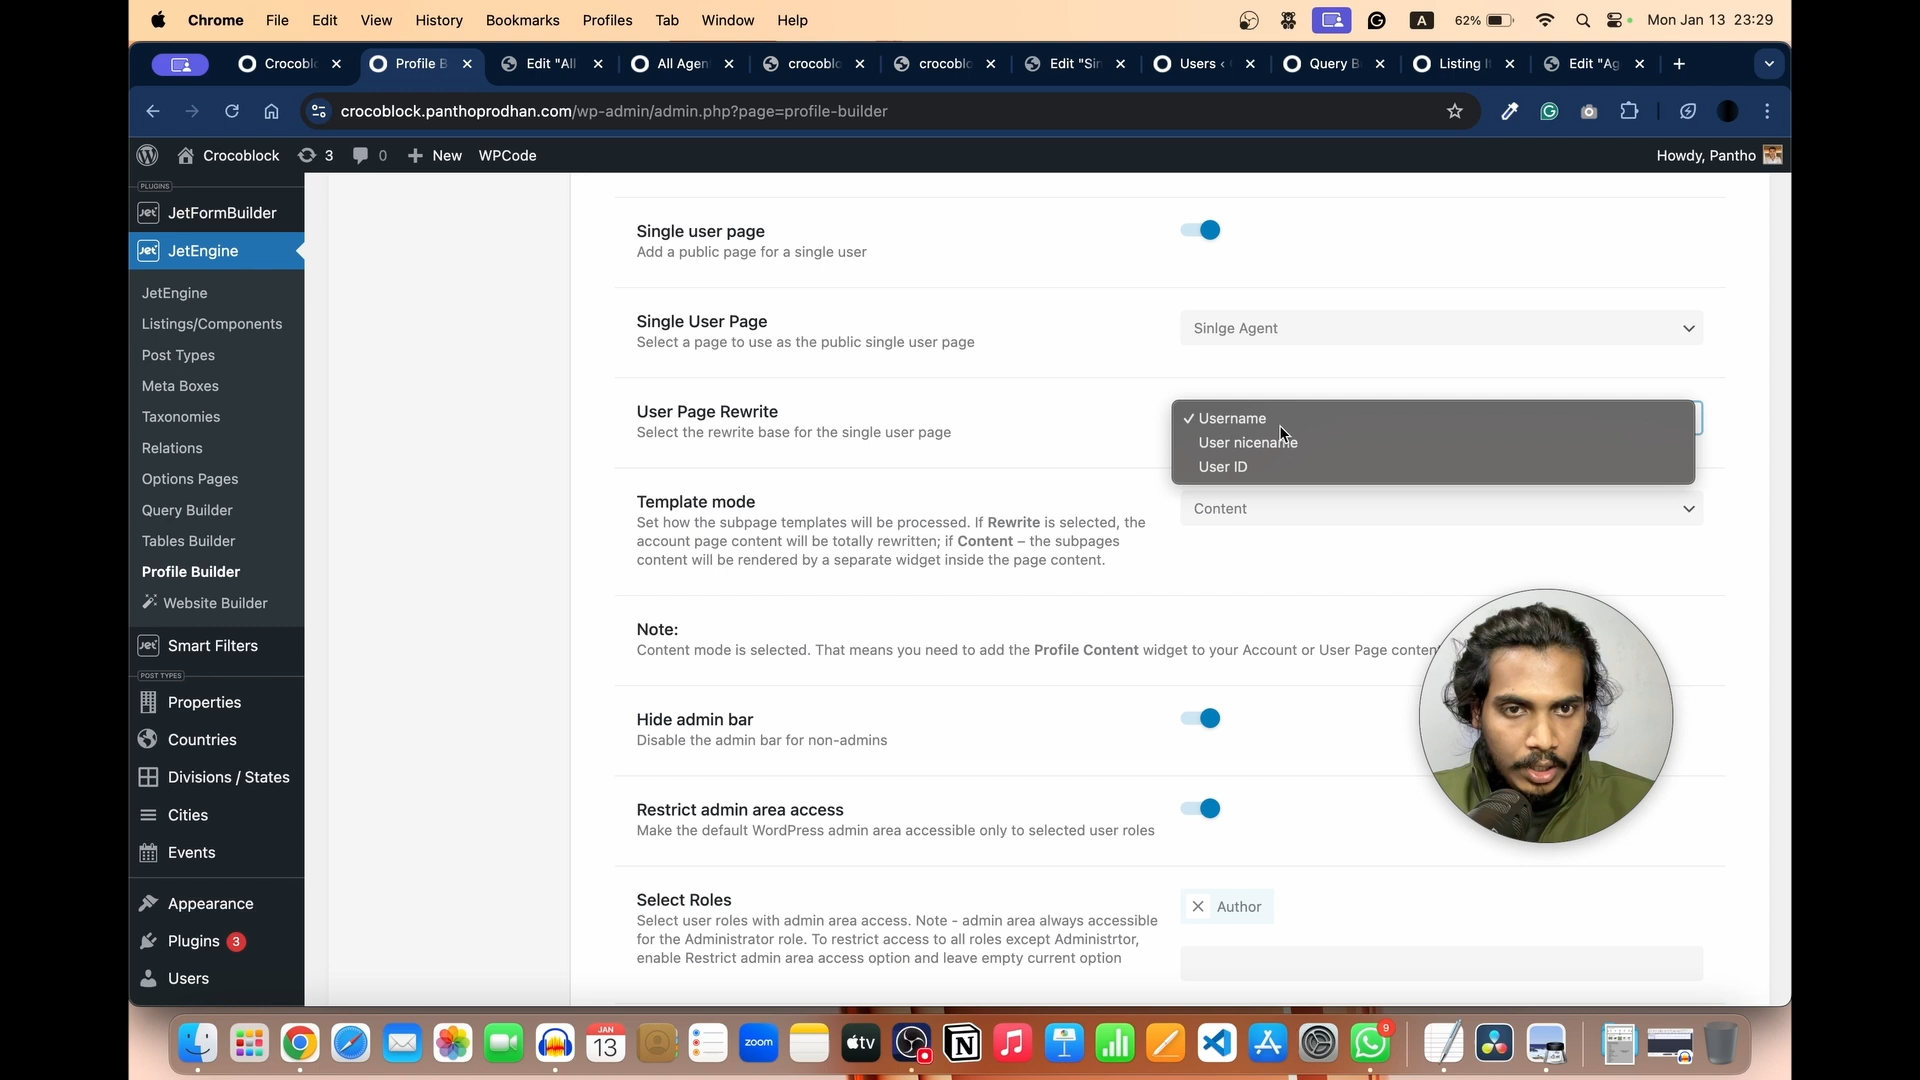 Chrome File Edit View History Bookmarks Profiles Tab Window Help
A 62% Mon Jan 13 23:29
Crocoblo Profile B Edit "All All Agen crocoblo crocoblo Edit "Sin Users ‹ Query B Listing It Edit "Ag
crocoblock.panthoprodhan.com/wp-admin/admin.php?page=profile-builder
Crocoblock 3 0 New WPCode Howdy, Pantho
PLUGINS
JetFormBuilder
JetEngine
JetEngine
Listings/Components
Post Types
Meta Boxes
Taxonomies
Relations
Options Pages
Query Builder
Tables Builder
Profile Builder
Website Builder
Smart Filters
POST TYPES
Properties
Countries
Divisions / States
Cities
Events
Appearance
Plugins 3
Users
Single user page
Add a public page for a single user
Single User Page
Select a page to use as the public single user page
Sinlge Agent
User Page Rewrite
Select the rewrite base for the single user page
Username
User nicename
User ID
Template mode
Set how the subpage templates will be processed. If Rewrite is selected, the
account page content will be totally rewritten; if Content – the subpages
content will be rendered by a separate widget inside the page content.
Content
Note:
Content mode is selected. That means you need to add the Profile Content widget to your Account or User Page content
Hide admin bar
Disable the admin bar for non-admins
Restrict admin area access
Make the default WordPress admin area accessible only to selected user roles
Select Roles
Select user roles with admin area access. Note - admin area always accessible
for the Administrator role. To restrict access to all roles except Administrtor,
enable Restrict admin area access option and leave empty current option
Author
JAN
13
zoom
tv
9